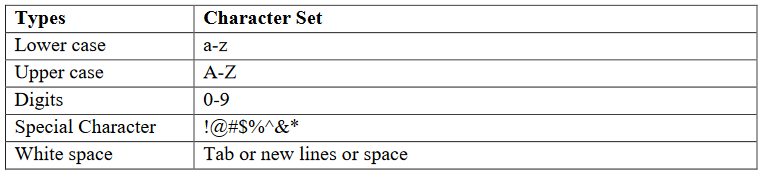 Types Character Set
Lower case a-z
Upper case A-Z
Digits 0-9
Special Character !@#$%^&*
White space Tab or new lines or space